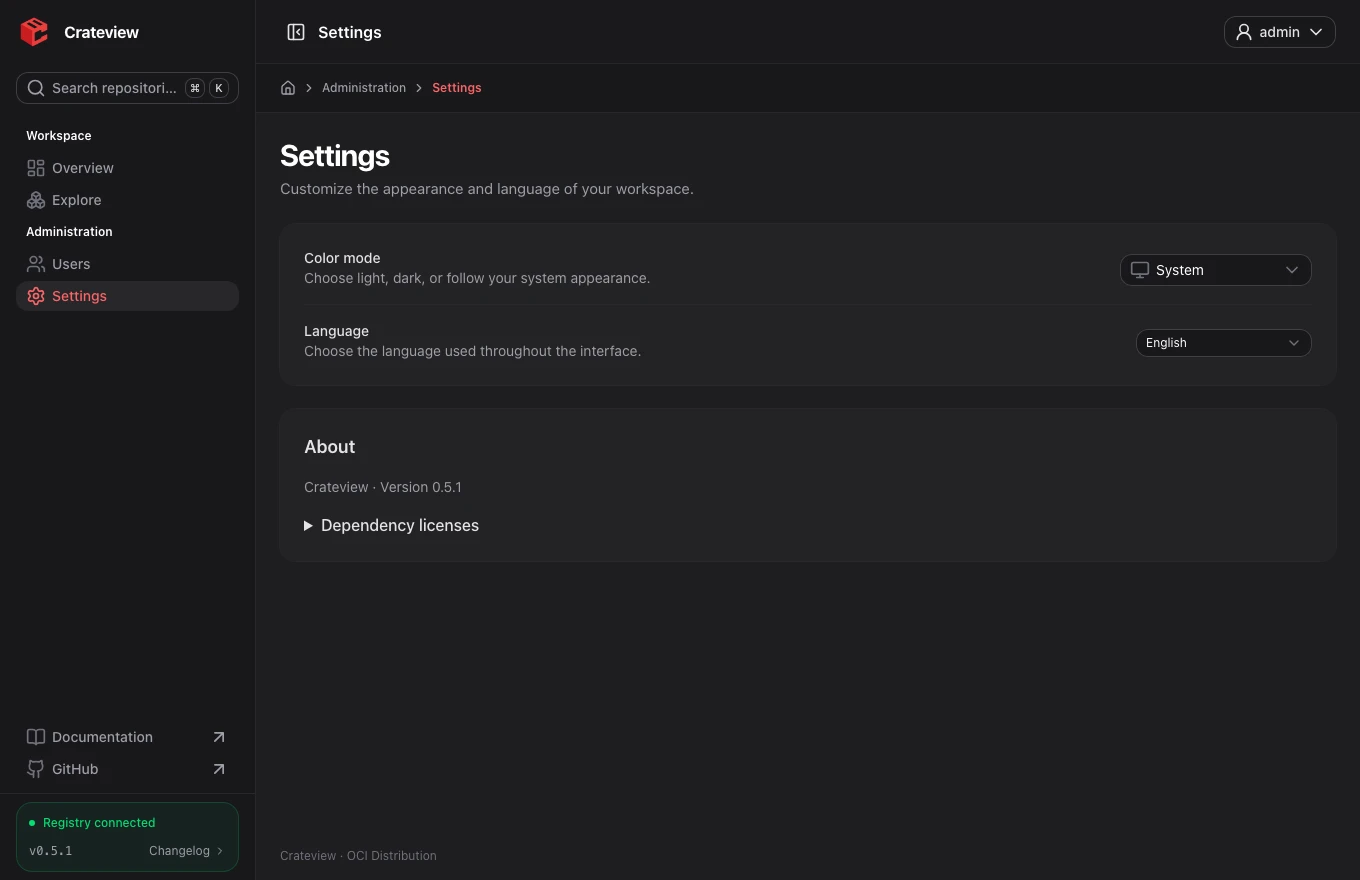 Crateview
Settings
admin
Search repositori... ⌘ K
Administration
Settings
Workspace
Overview
Explore
Administration
Users
Settings
Settings
Customize the appearance and language of your workspace.
Color mode
Choose light, dark, or follow your system appearance.
System
Language
Choose the language used throughout the interface.
English
About
Crateview · Version 0.5.1
Dependency licenses
Documentation
GitHub
Registry connected
v0.5.1
Changelog
Crateview · OCI Distribution